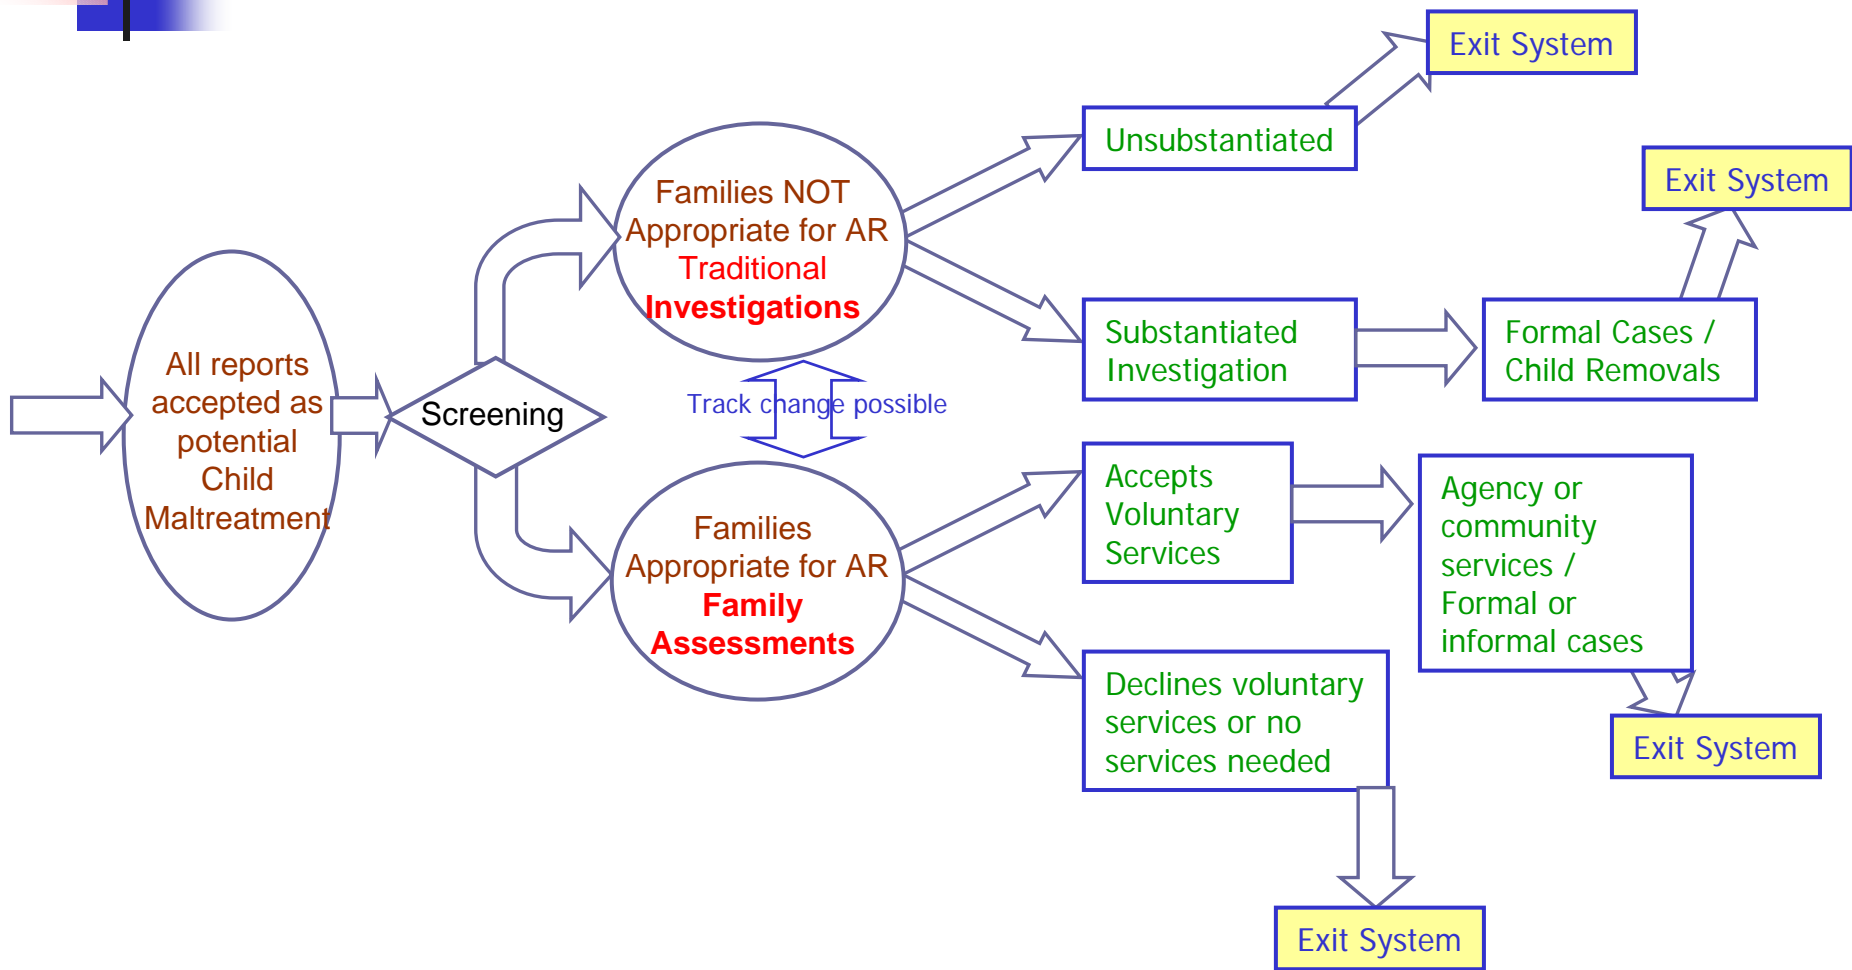 All reports
accepted as
potential
Child
Maltreatment
Screening
Families NOT
Appropriate for AR
Traditional
Investigations
Track change possible
Families
Appropriate for AR
Family
Assessments
Unsubstantiated
Exit System
Substantiated
Investigation
Formal Cases /
Child Removals
Exit System
Accepts
Voluntary
Services
Agency or
community
services /
Formal or
informal cases
Exit System
Declines voluntary
services or no
services needed
Exit System